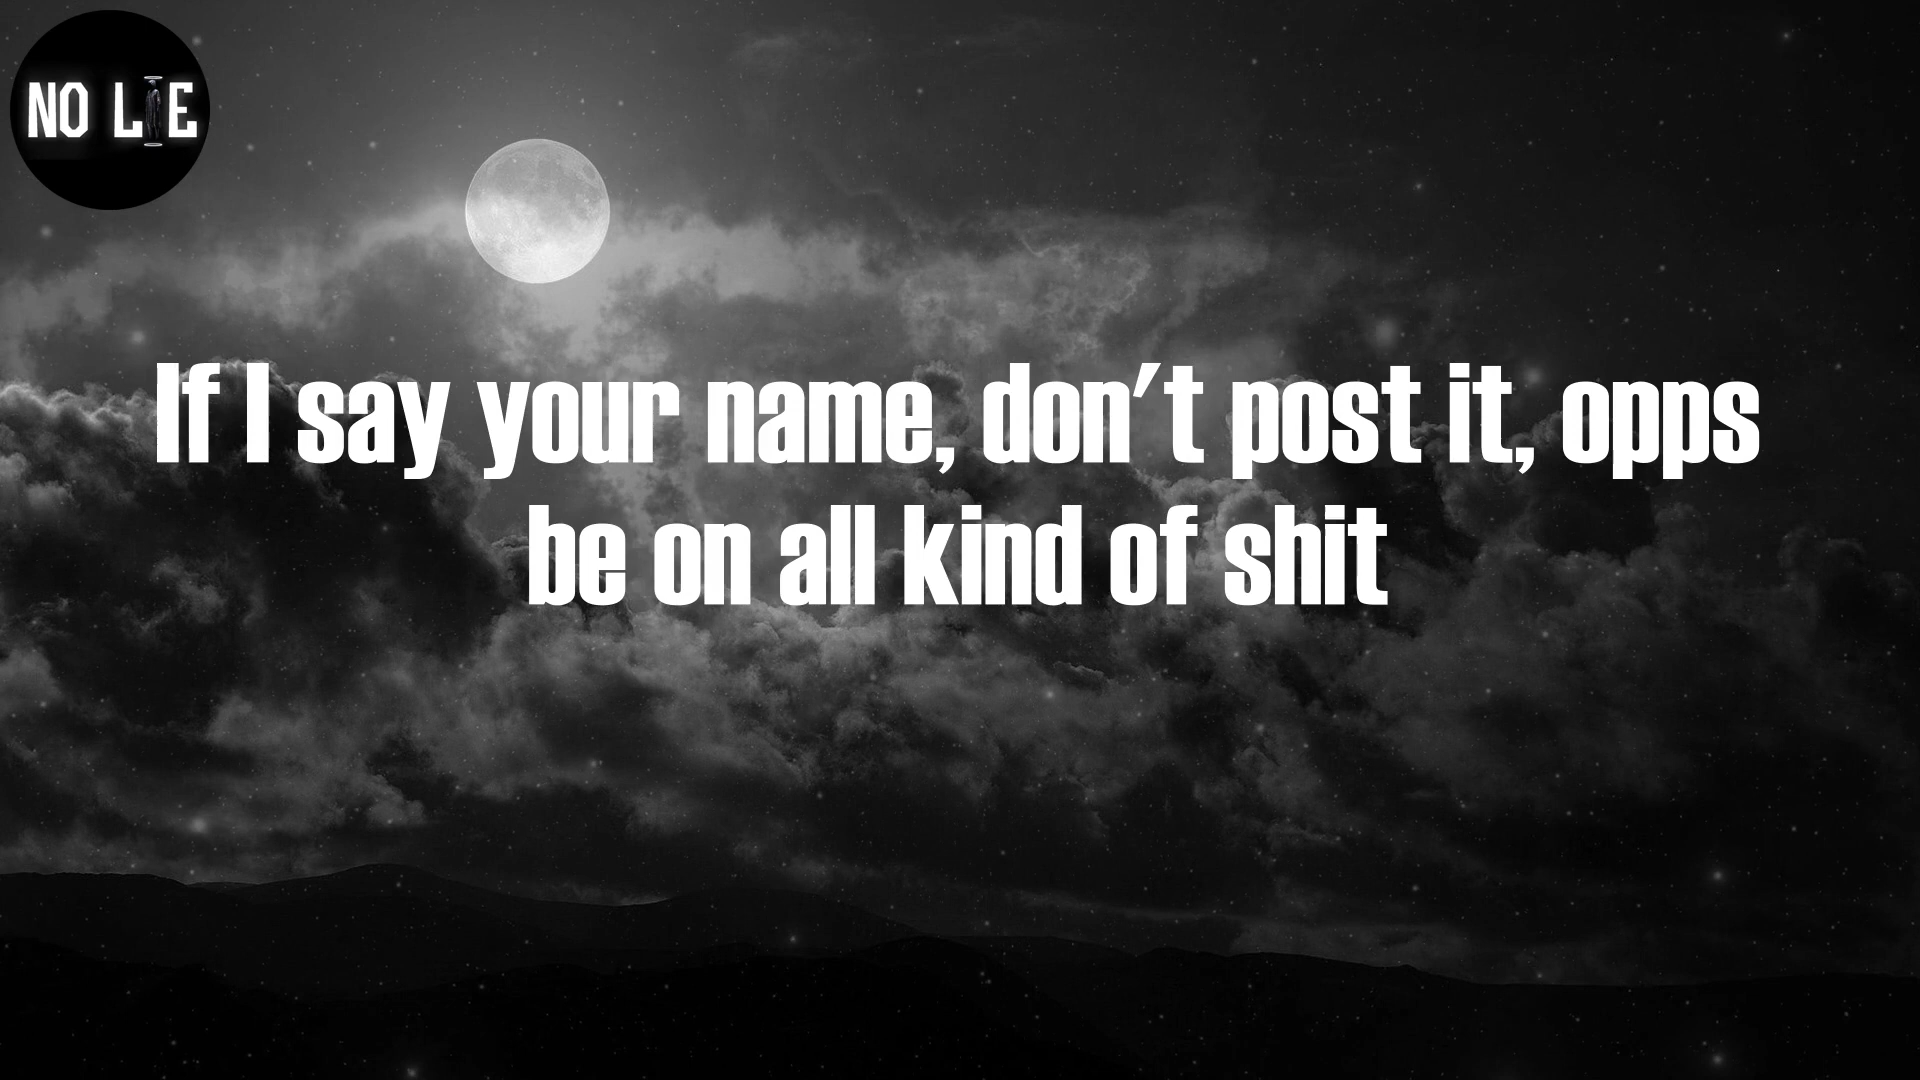 NO LIE
If I say your name, don't post it, opps
be on all kind of shit